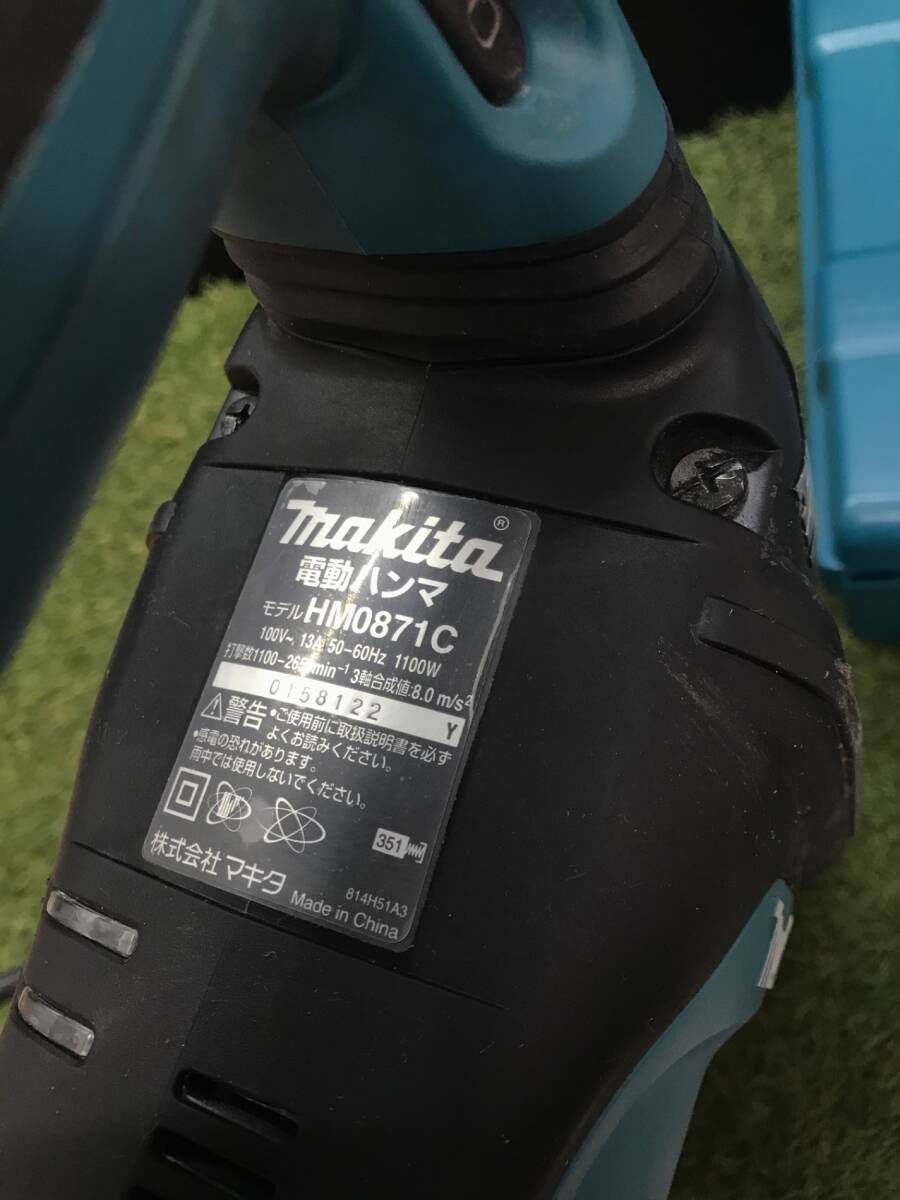 makita®
電動ハンマ
モデル HM0871C
100V~ 13A 50-60Hz 1100W
打撃数1100-2650min⁻¹ 3軸合成値:8.0 m/s²
0158122 Y
⚠警告 •ご使用前に取扱説明書を必ず
よくお読みください。
•感電の恐れがあります。
雨中では使用しないでください。
351
株式会社 マキタ
814H51A3
Made in China